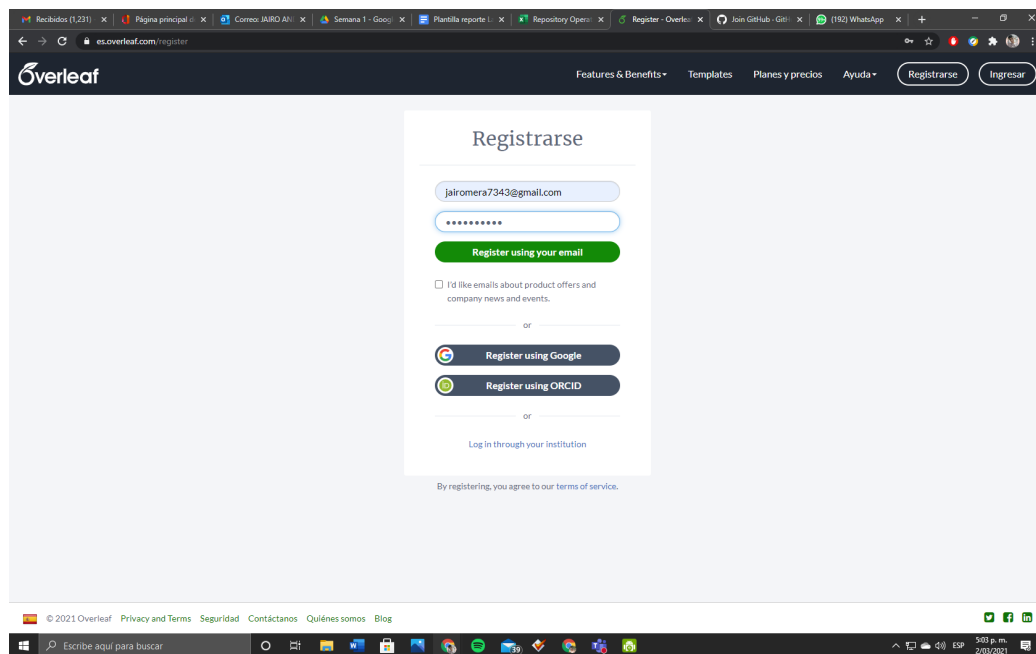 Recibidos (1,231)
Página principal d
Correo: JAIRO AN
Semana 1 - Googl
Plantilla reporte L
Repository Operat
Register - Overlea
Join GitHub · GitH
(192) WhatsApp
es.overleaf.com/register
Overleaf
Features & Benefits
Templates
Planes y precios
Ayuda
Registrarse
Ingresar
Registrarse
jairomera7343@gmail.com
Register using your email
I'd like emails about product offers and
company news and events.
or
Register using Google
iD
Register using ORCID
or
Log in through your institution
By registering, you agree to our terms of service.
© 2021 Overleaf
Privacy and Terms
Seguridad
Contáctanos
Quiénes somos
Blog
Escribe aquí para buscar
39
ESP
5:03 p. m.
2/03/2021